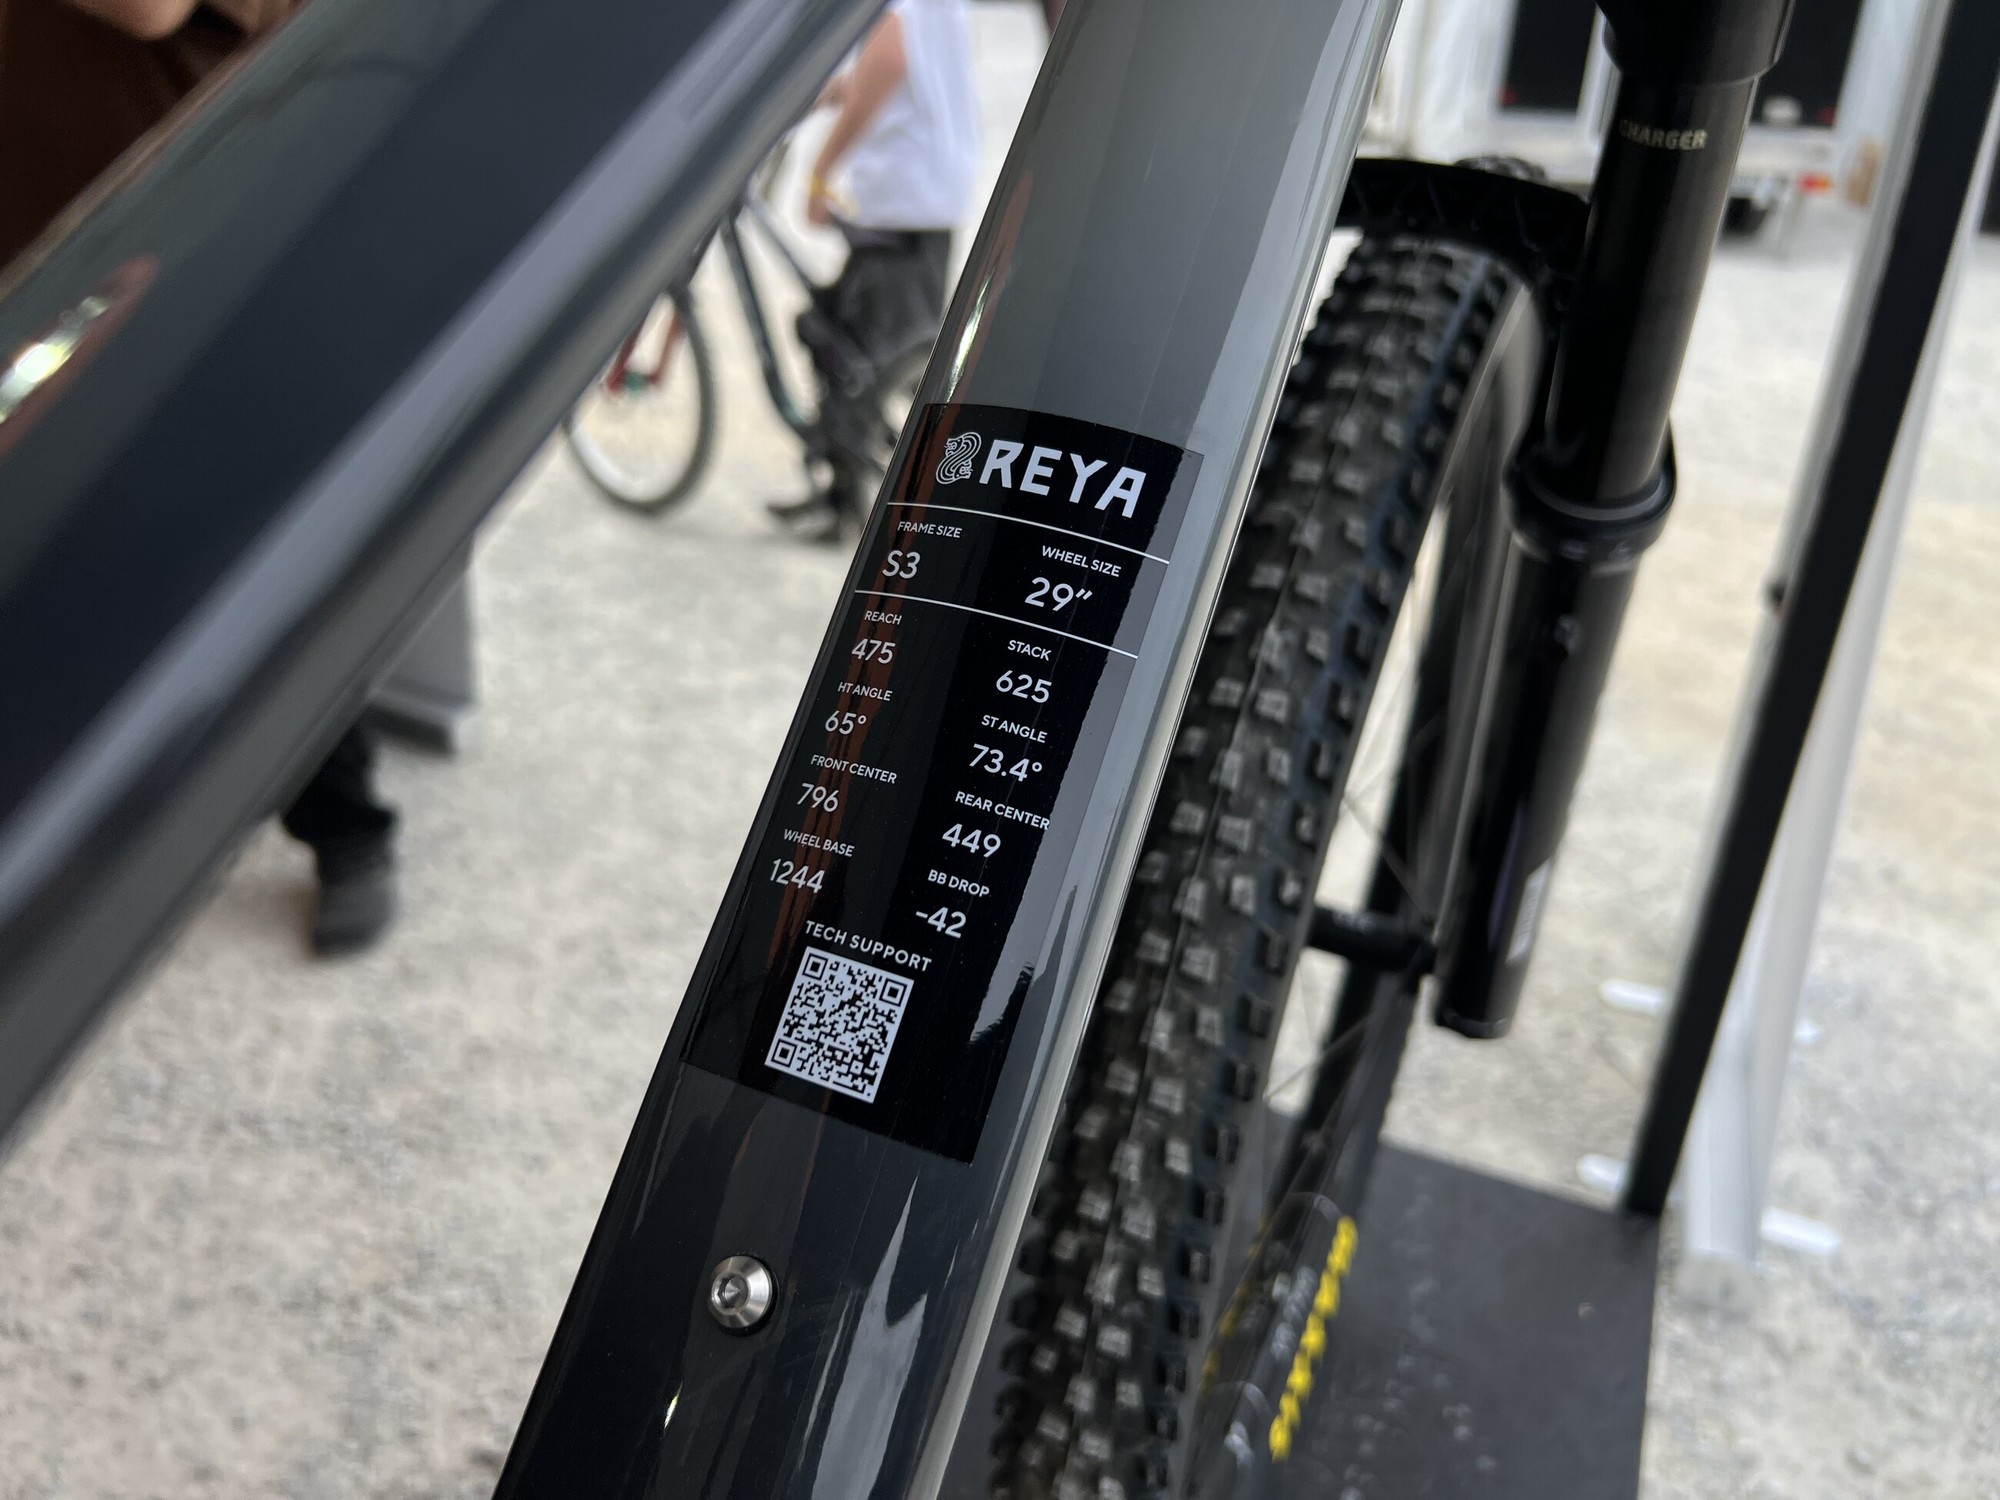 REYA
FRAME SIZE
S3
WHEEL SIZE
29”
REACH
475
STACK
625
HT ANGLE
65°
ST ANGLE
73.4°
FRONT CENTER
796
REAR CENTER
449
WHEEL BASE
1244
BB DROP
-42
TECH SUPPORT
CHARGER